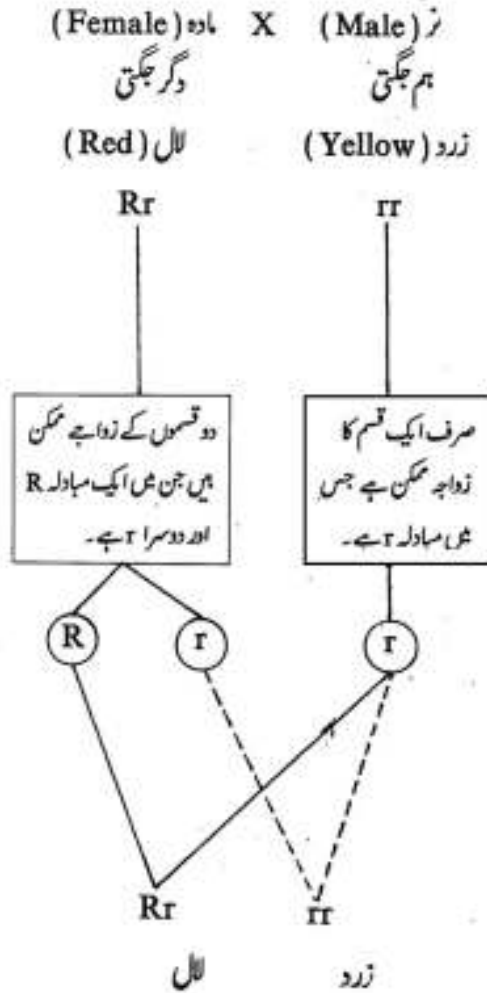 نر (Male) X مادہ (Female)
ہم جگتی دگر جگتی
زرد (Yellow) لال (Red)
rr Rr
صرف ایک قسم کا
زواجہ ممکن ہے جس
میں مبادلہ r ہے۔
دو قسموں کے زواجے ممکن
ہیں جن میں ایک مبادلہ R
اور دوسرا r ہے۔
R r r
Rr rr
لال زرد